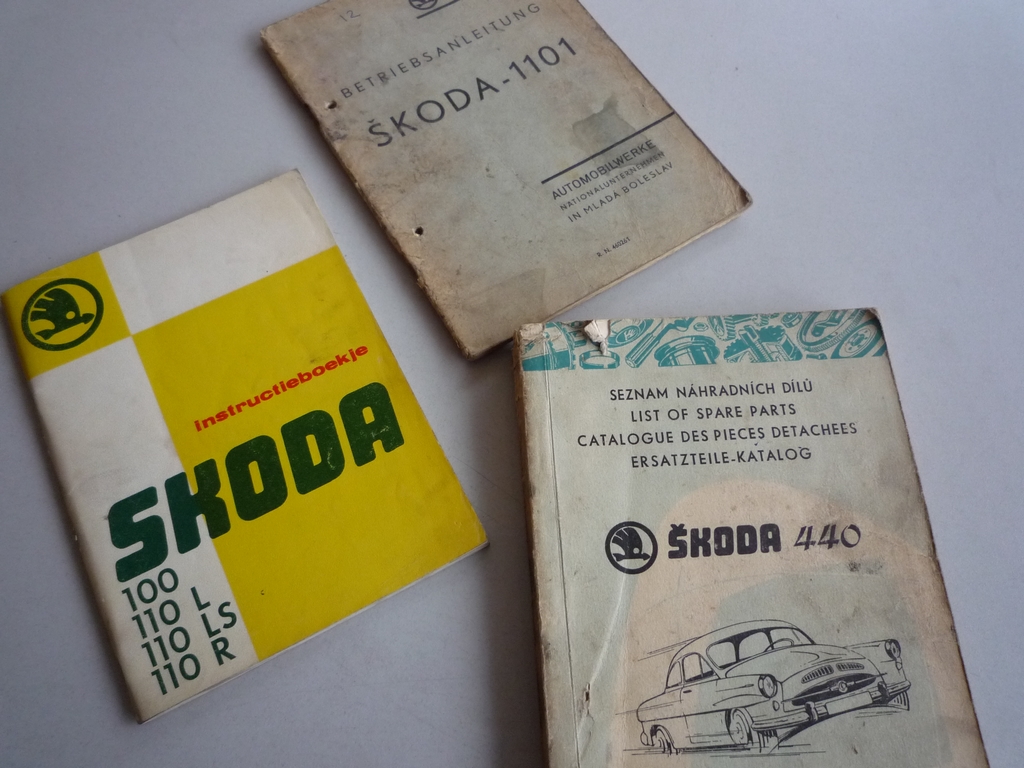 12
BETRIEBSANLEITUNG
ŠKODA-1101
AUTOMOBILWERKE
NATIONALUNTERNEHMEN
IN MLADÁ BOLESLAV
R. N. 460261
instructieboekje
SKODA
100
110 L
110 LS
110 R
SEZNAM NÁHRADNÍCH DÍLŮ
LIST OF SPARE PARTS
CATALOGUE DES PIECES DETACHEES
ERSATZTEILE-KATALOG
ŠKODA 440